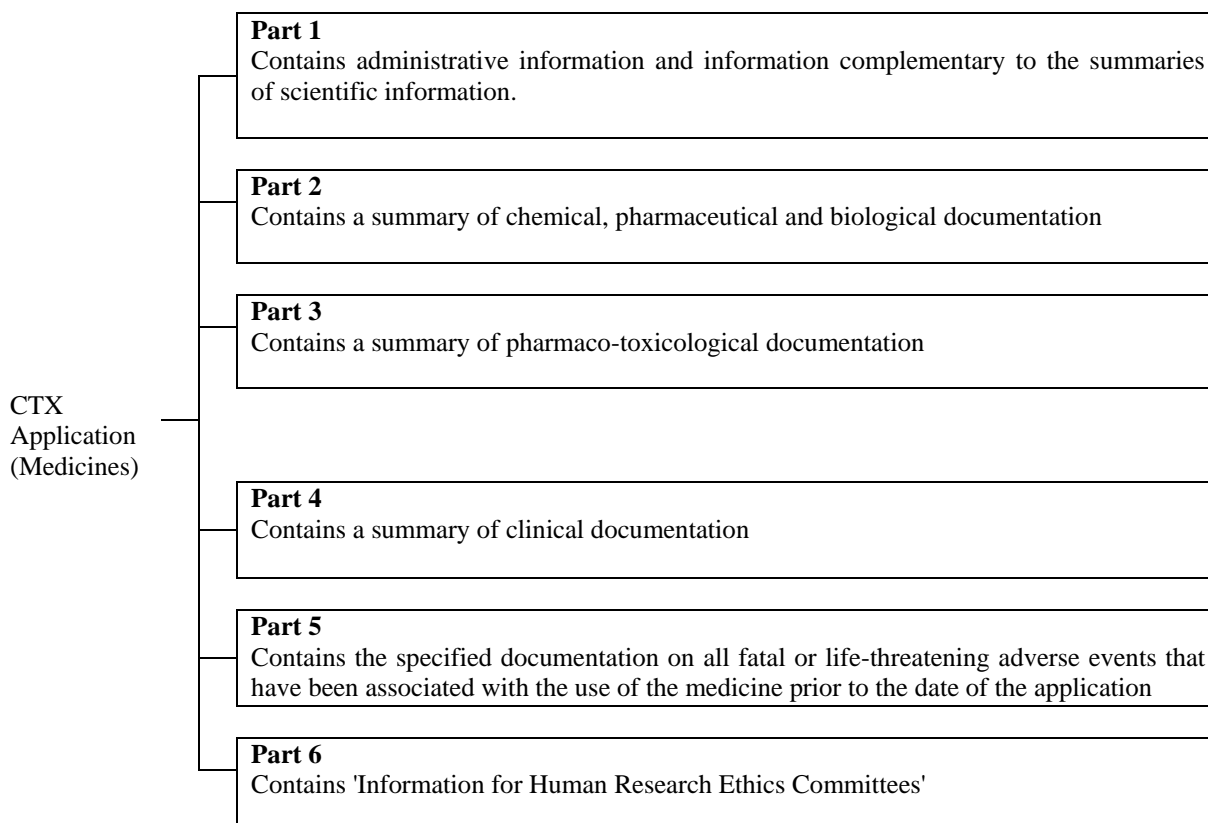 Part 1
Contains administrative information and information complementary to the summaries
of scientific information.
Part 2
Contains a summary of chemical, pharmaceutical and biological documentation
Part 3
Contains a summary of pharmaco-toxicological documentation
CTX
Application
(Medicines)
Part 4
Contains a summary of clinical documentation
Part 5
Contains the specified documentation on all fatal or life-threatening adverse events that
have been associated with the use of the medicine prior to the date of the application
Part 6
Contains 'Information for Human Research Ethics Committees'